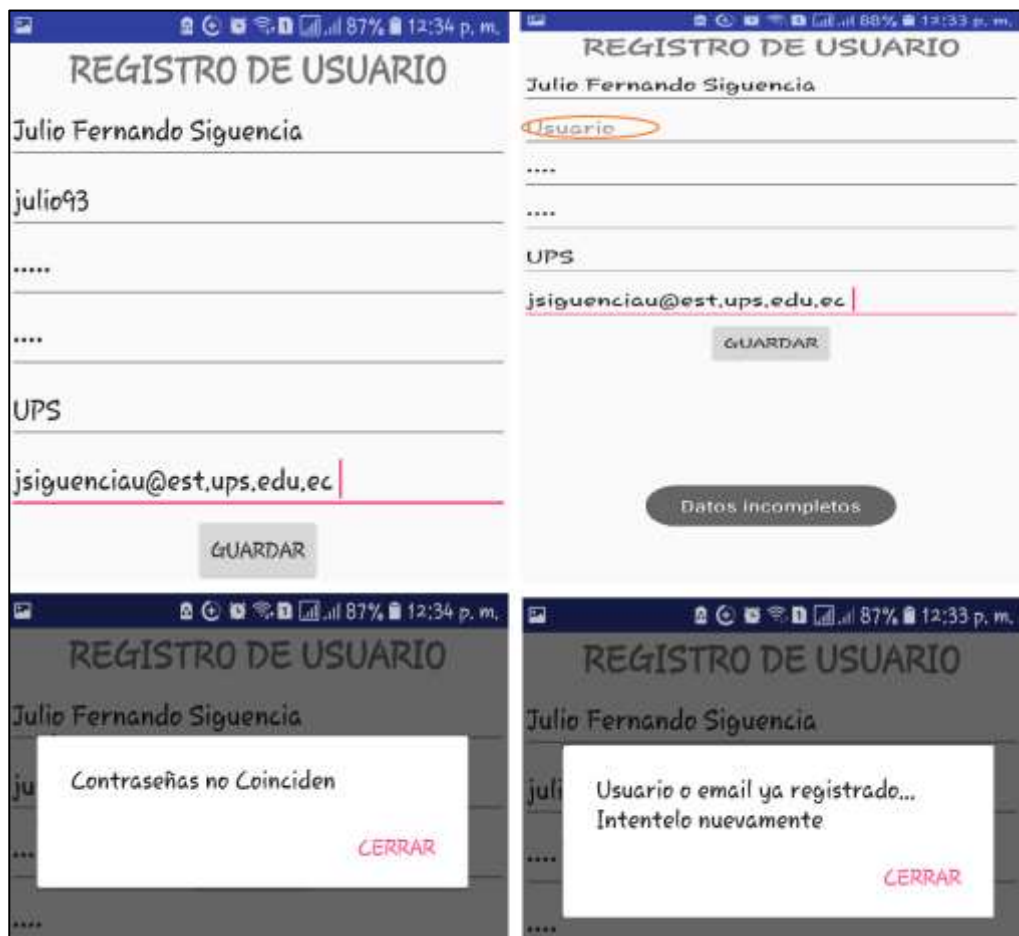 87% 12:34 p. m.
REGISTRO DE USUARIO
Julio Fernando Siguencia
julio93
.....
....
UPS
jsiguenciau@est.ups.edu.ec
GUARDAR
88% 12:33 p. m.
REGISTRO DE USUARIO
Julio Fernando Siguencia
Usuario
....
....
UPS
jsiguenciau@est.ups.edu.ec
GUARDAR
Datos incompletos
87% 12:34 p. m.
REGISTRO DE USUARIO
Julio Fernando Siguencia
ju
Contraseñas no Coinciden
...
CERRAR
....
87% 12:33 p. m.
REGISTRO DE USUARIO
Julio Fernando Siguencia
juli
Usuario o email ya registrado...
Intentelo nuevamente
....
CERRAR
....